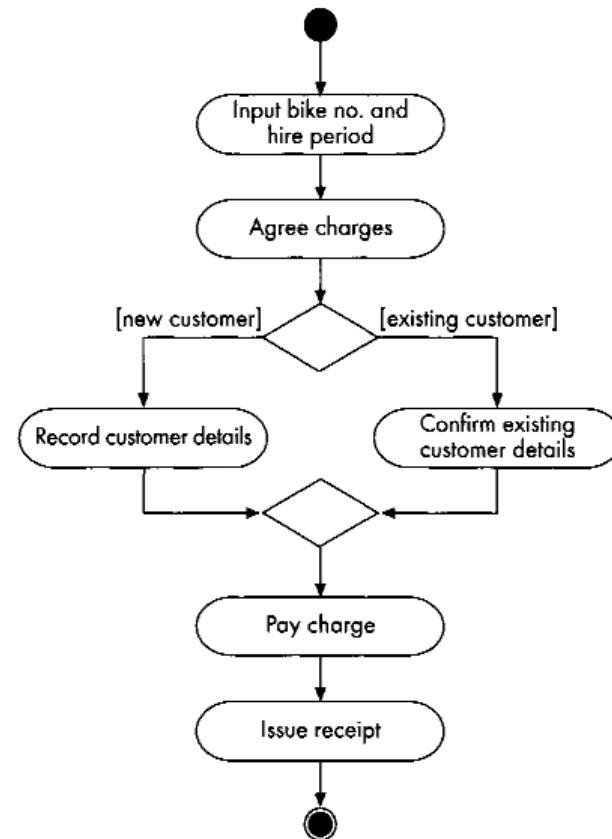 Input bike no. and
hire period
Agree charges
[new customer]
[existing customer]
Record customer details
Confirm existing
customer details
Pay charge
Issue receipt